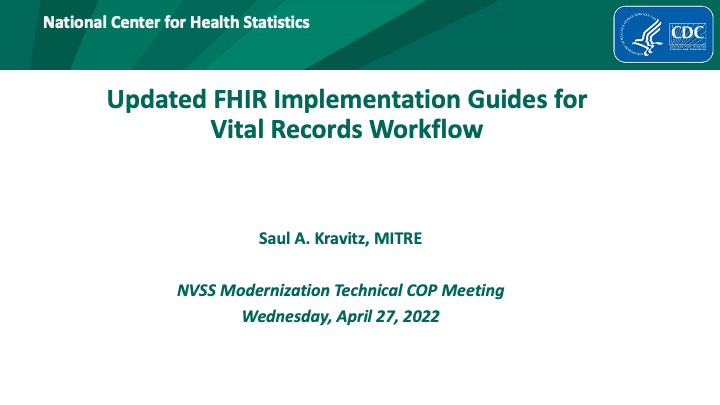 National Center for Health Statistics
CDC
Updated FHIR Implementation Guides for
Vital Records Workflow
Saul A. Kravitz, MITRE
NVSS Modernization Technical COP Meeting
Wednesday, April 27, 2022